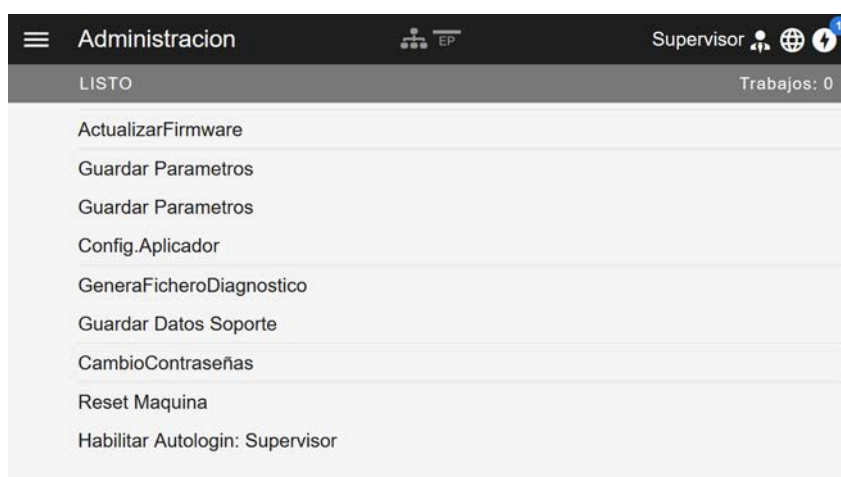 Administracion
EP
Supervisor
1
LISTO
Trabajos: 0
ActualizarFirmware
Guardar Parametros
Guardar Parametros
Config.Aplicador
GeneraFicheroDiagnostico
Guardar Datos Soporte
CambioContraseñas
Reset Maquina
Habilitar Autologin: Supervisor